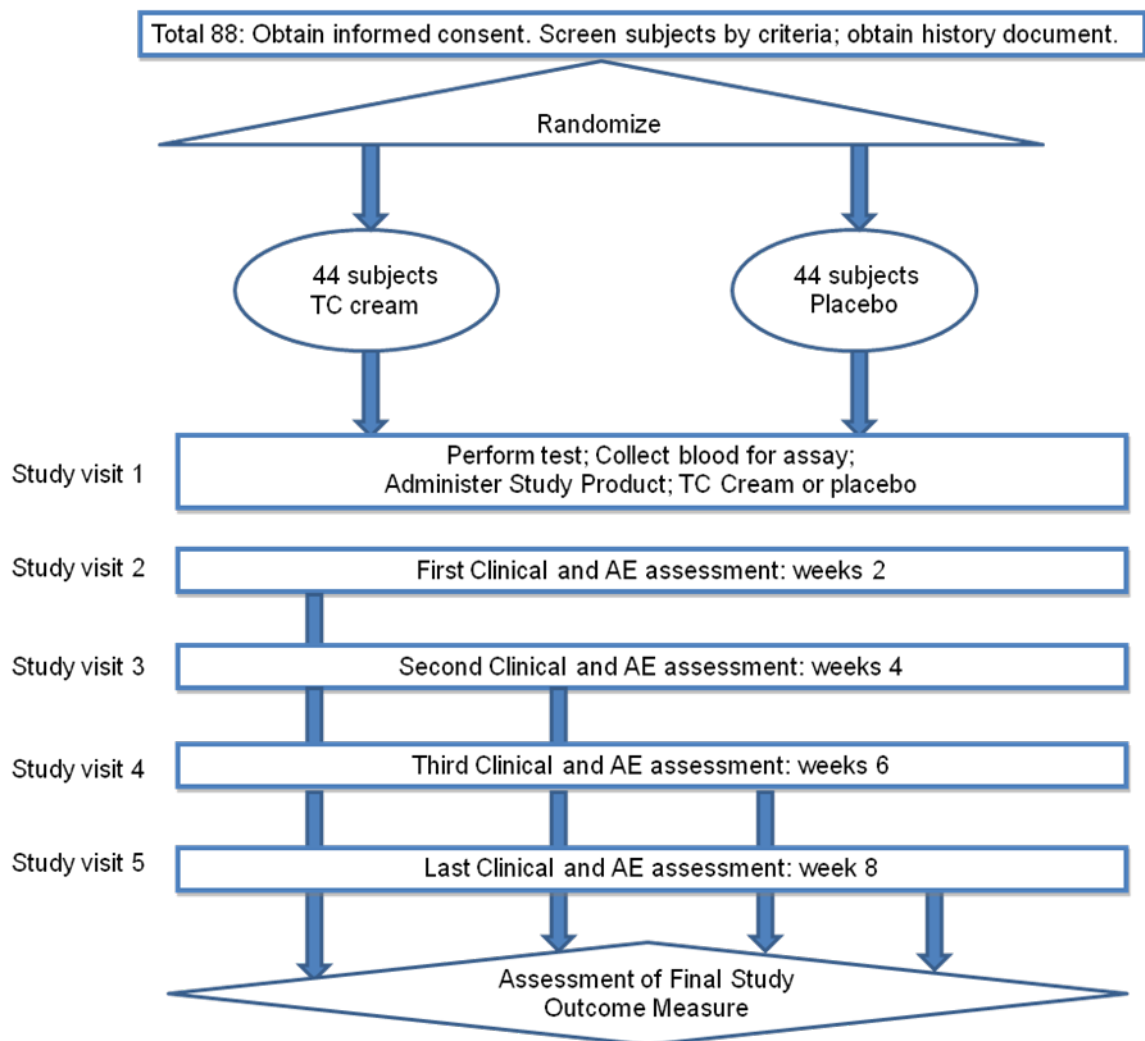 Total 88: Obtain informed consent. Screen subjects by criteria; obtain history document.
Randomize
44 subjects
TC cream
44 subjects
Placebo
Study visit 1
Perform test; Collect blood for assay;
Administer Study Product; TC Cream or placebo
Study visit 2
First Clinical and AE assessment: weeks 2
Study visit 3
Second Clinical and AE assessment: weeks 4
Study visit 4
Third Clinical and AE assessment: weeks 6
Study visit 5
Last Clinical and AE assessment: week 8
Assessment of Final Study
Outcome Measure